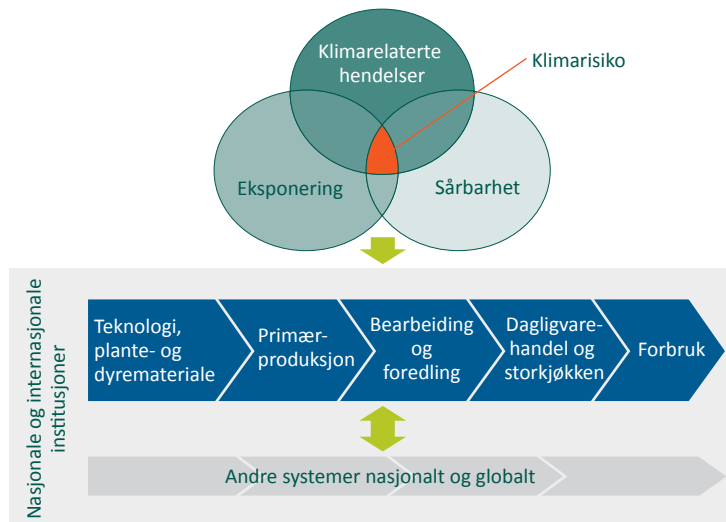 Klimarelaterte
hendelser
Klimarisiko
Eksponering
Sårbarhet
Nasjonale og internasjonale
institusjoner
Teknologi,
plante- og
dyremateriale
Primær-
produksjon
Bearbeiding
og
foredling
Dagligvare-
handel og
storkjøkken
Forbruk
Andre systemer nasjonalt og globalt